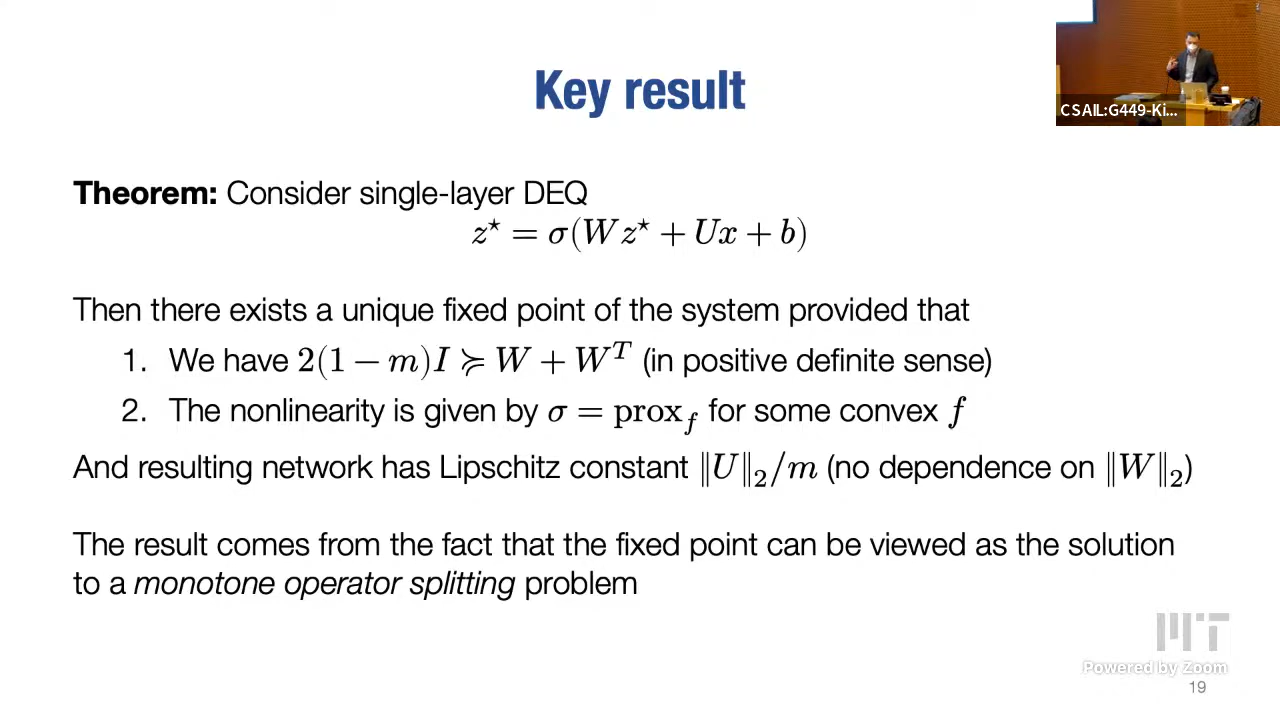 Key result
CSAIL:G449-Ki...
Theorem: Consider single-layer DEQ
z⋆ = σ(Wz⋆ + Ux + b)
Then there exists a unique fixed point of the system provided that
1. We have 2(1 − m)I ≽ W + Wᵀ (in positive definite sense)
2. The nonlinearity is given by σ = prox_f for some convex f
And resulting network has Lipschitz constant ‖U‖₂/m (no dependence on ‖W‖₂)
The result comes from the fact that the fixed point can be viewed as the solution
to a monotone operator splitting problem
MIT
Powered by Zoom
19